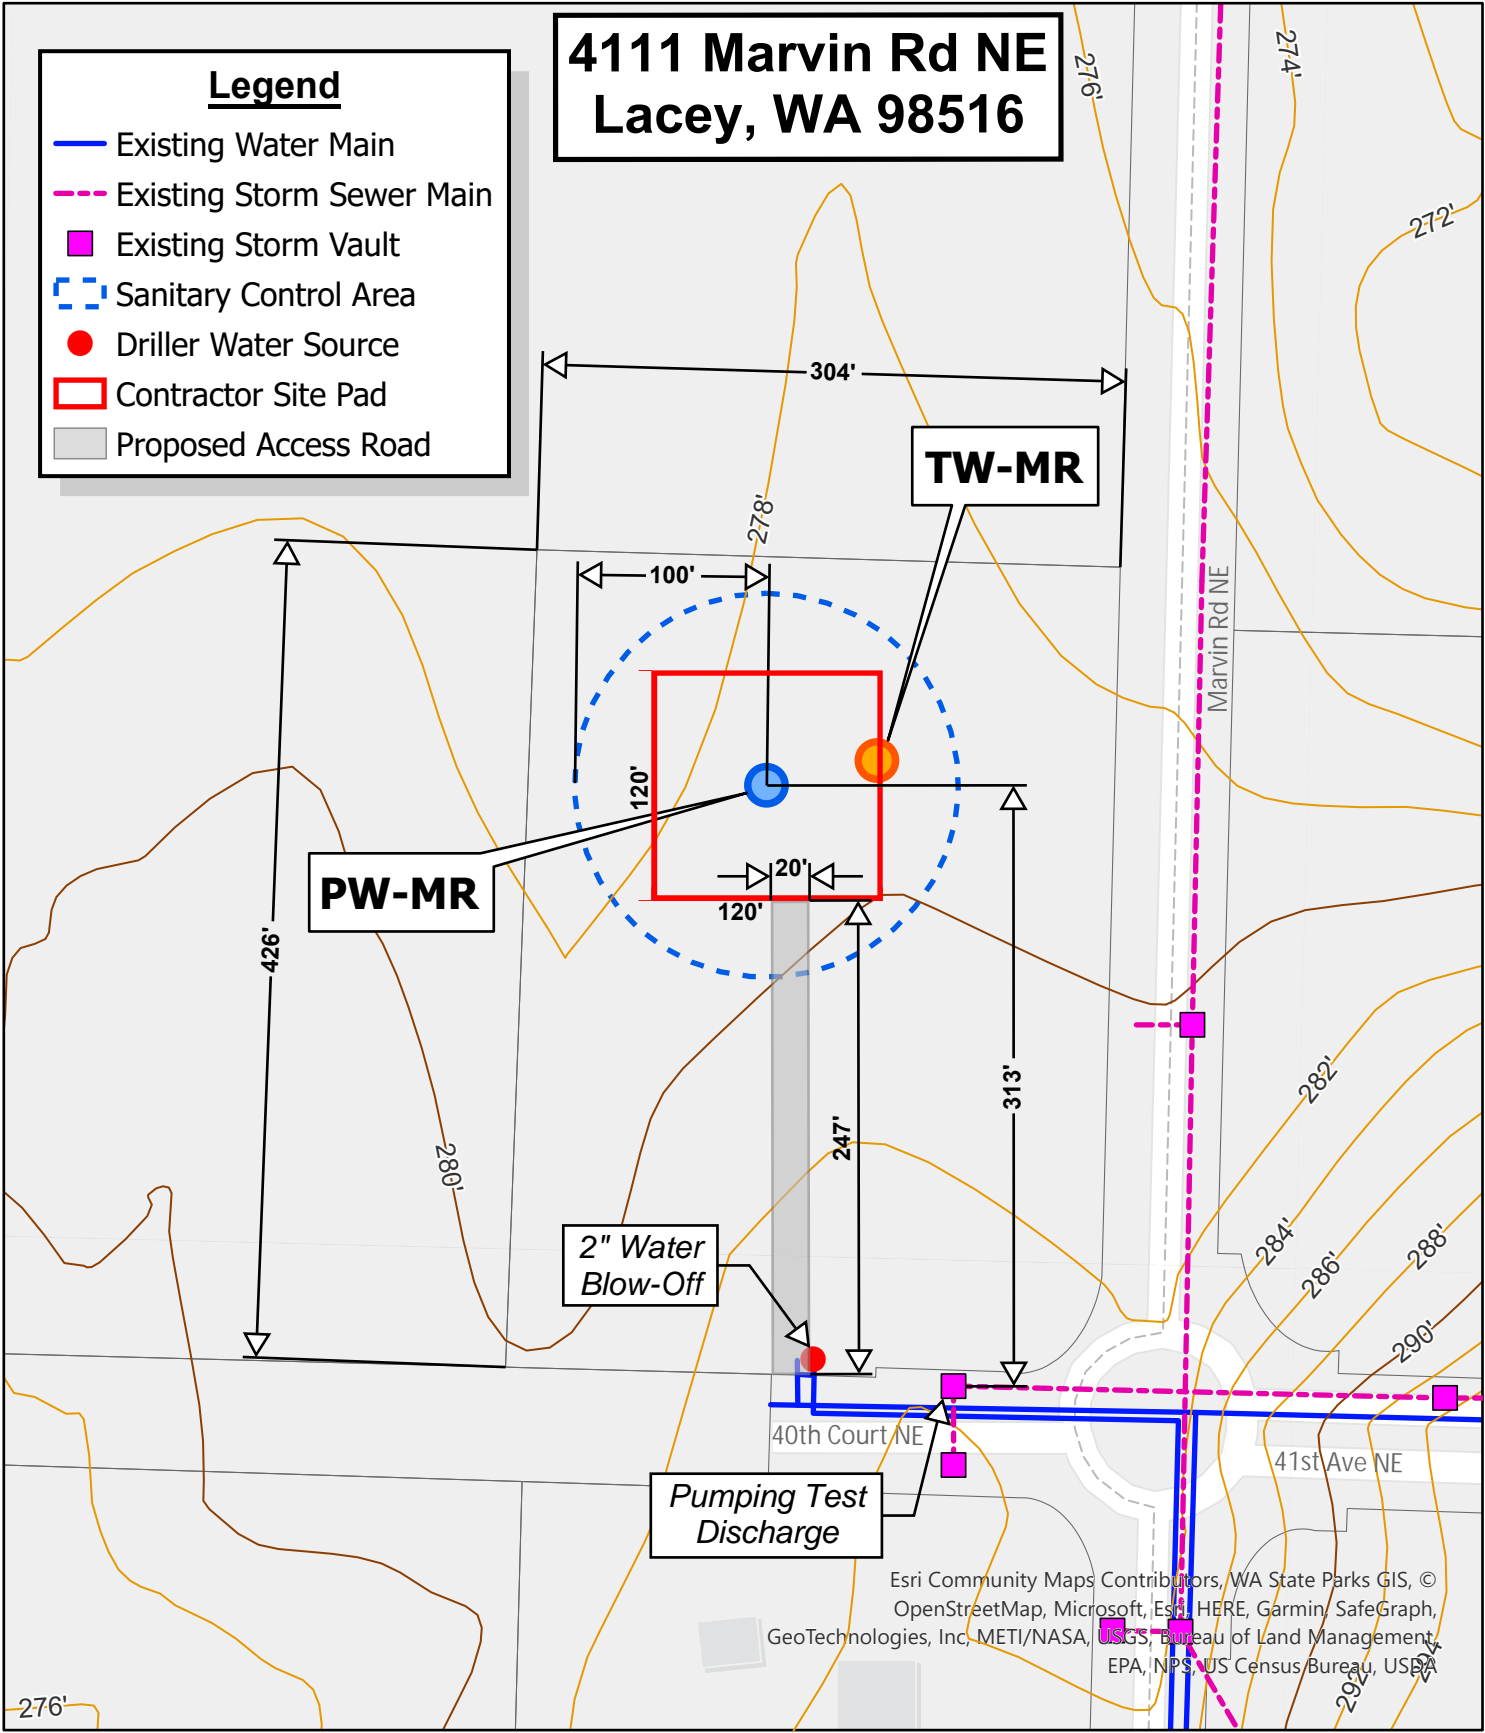 4111 Marvin Rd NE
Lacey, WA 98516
Legend
Existing Water Main
Existing Storm Sewer Main
Existing Storm Vault
Sanitary Control Area
Driller Water Source
Contractor Site Pad
Proposed Access Road
276'
274'
272'
304'
TW-MR
278'
100'
Marvin Rd NE
120'
PW-MR
20'
120'
426'
313'
247'
280'
282'
284'
286'
288'
290'
2" Water
Blow-Off
40th Court NE
41st Ave NE
Pumping Test
Discharge
Esri Community Maps Contributors, WA State Parks GIS, ©
OpenStreetMap, Microsoft, Esri, HERE, Garmin, SafeGraph,
GeoTechnologies, Inc, METI/NASA, USGS, Bureau of Land Management,
EPA, NPS, US Census Bureau, USDA
292'
294'
276'